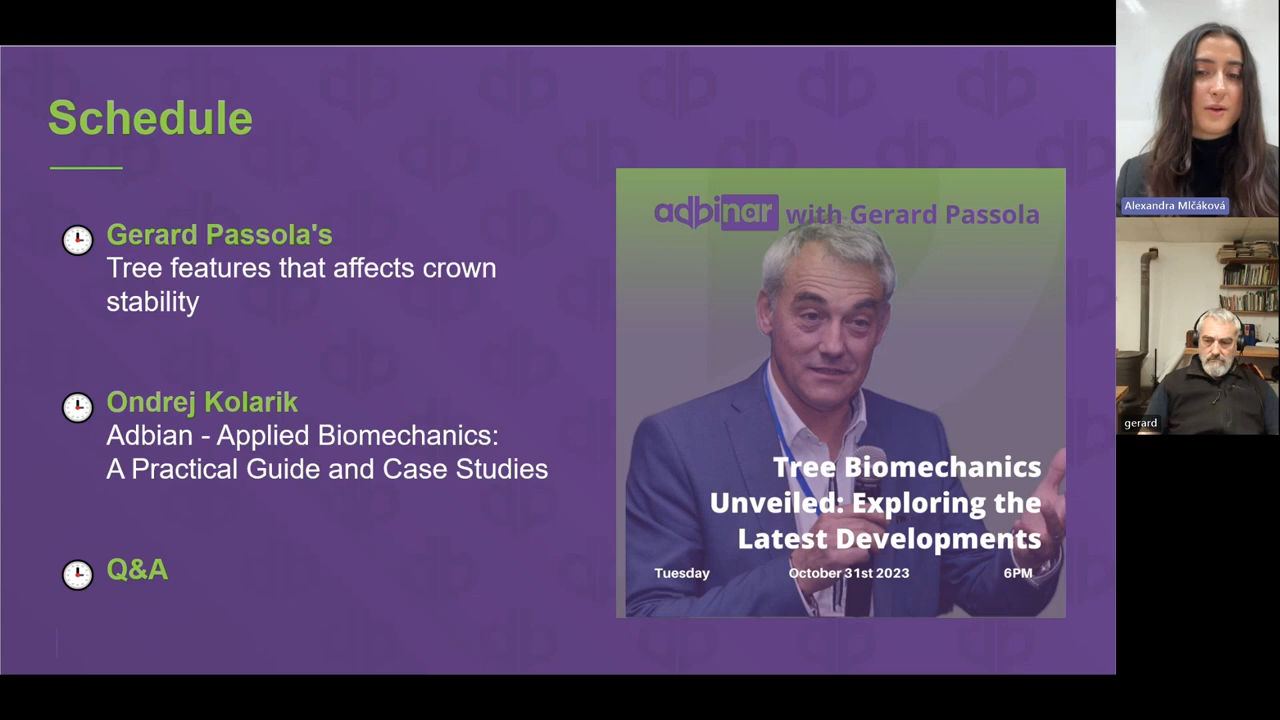 Schedule
Gerard Passola's
Tree features that affects crown
stability
Ondrej Kolarik
Adbian - Applied Biomechanics:
A Practical Guide and Case Studies
Q&A
adbinar with Gerard Passola
Tree Biomechanics
Unveiled: Exploring the
Latest Developments
Tuesday October 31st 2023 6PM
Alexandra Mlčáková
gerard